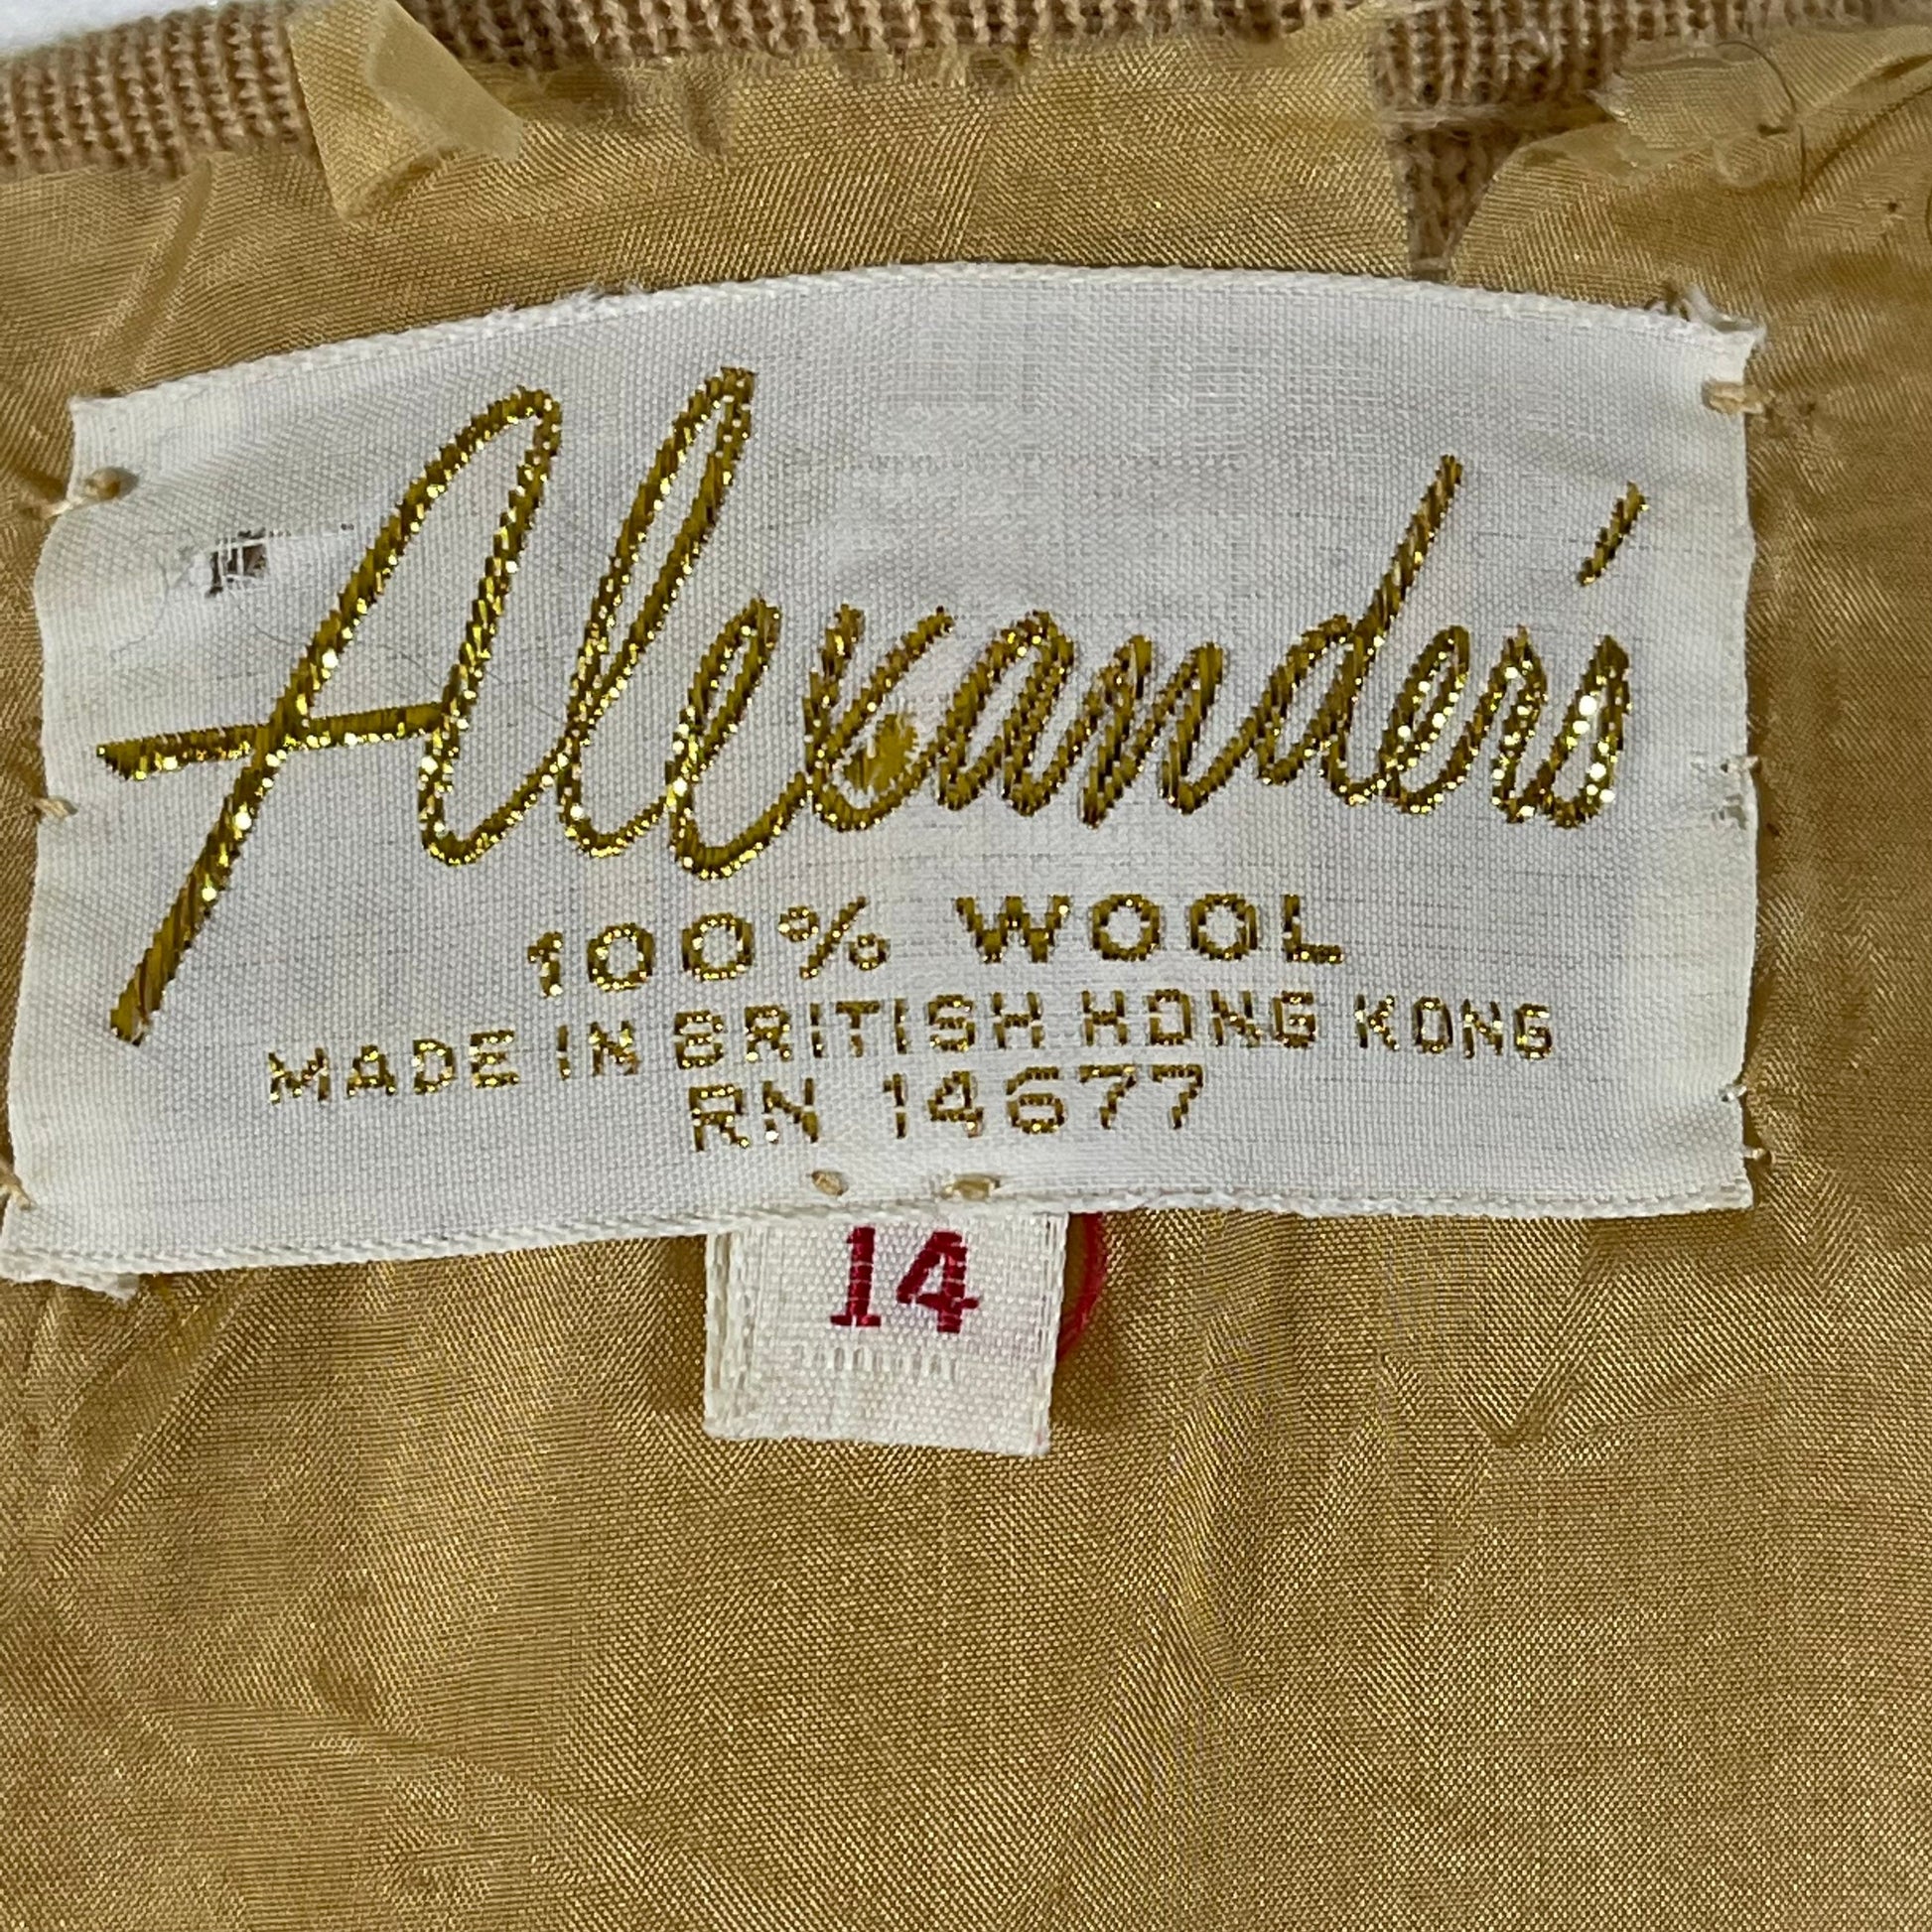 Alexander's
100% WOOL
MADE IN BRITISH HONG KONG
RN 14677
14